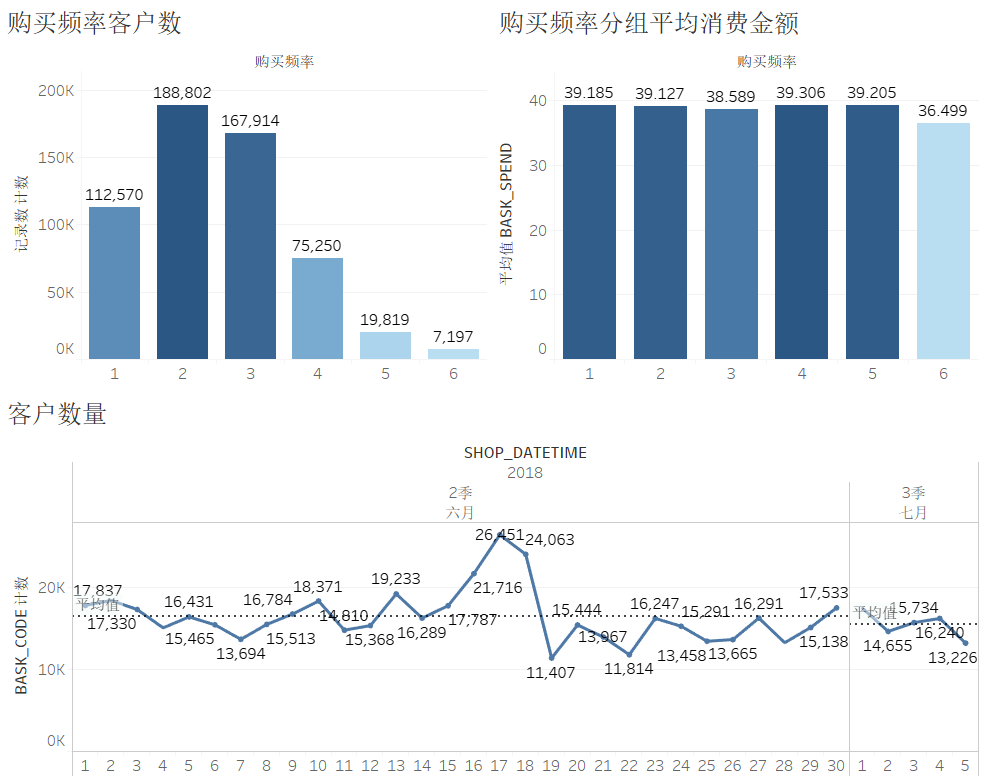 购买频率客户数
购买频率
200K
150K
100K
50K
0K
记录数 计数
112,570
188,802
167,914
75,250
19,819
7,197
1 2 3 4 5 6
购买频率分组平均消费金额
购买频率
40
30
20
10
0
平均值 BASK_SPEND
39.185
39.127
38.589
39.306
39.205
36.499
1 2 3 4 5 6
客户数量
SHOP_DATETIME
2018
2季
六月
3季
七月
BASK_CODE 计数
20K
10K
0K
平均值
17,837
17,330
16,431
15,465
13,694
16,784
15,513
18,371
14,810
15,368
19,233
16,289
17,787
21,716
26,451
24,063
11,407
15,444
13,967
11,814
16,247
15,291
13,458
13,665
16,291
15,138
17,533
平均值
14,655
15,734
16,240
13,226
1 2 3 4 5 6 7 8 9 10 11 12 13 14 15 16 17 18 19 20 21 22 23 24 25 26 27 28 29 30 1 2 3 4 5